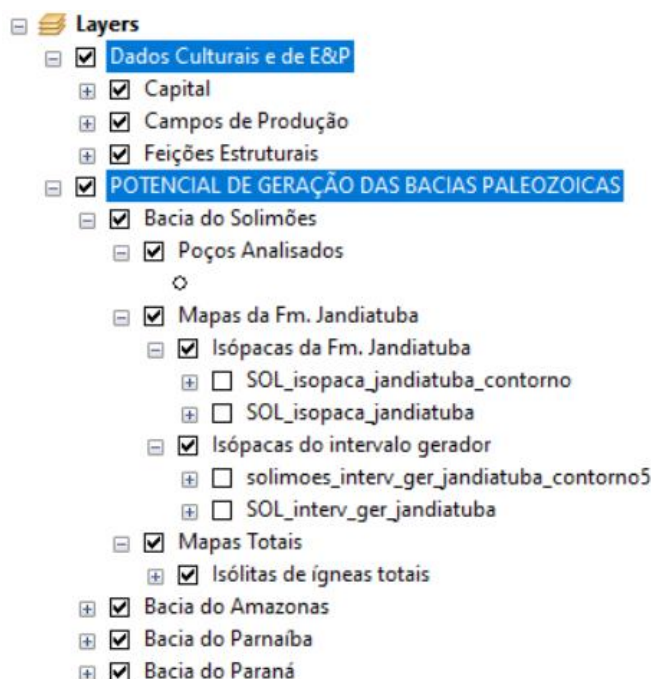 Layers
Dados Culturais e de E&P
Capital
Campos de Produção
Feições Estruturais
POTENCIAL DE GERAÇÃO DAS BACIAS PALEOZOICAS
Bacia do Solimões
Poços Analisados
Mapas da Fm. Jandiatuba
Isópacas da Fm. Jandiatuba
SOL_isopaca_jandiatuba_contorno
SOL_isopaca_jandiatuba
Isópacas do intervalo gerador
solimoes_interv_ger_jandiatuba_contorno5
SOL_interv_ger_jandiatuba
Mapas Totais
Isólitas de ígneas totais
Bacia do Amazonas
Bacia do Parnaíba
Bacia do Paraná